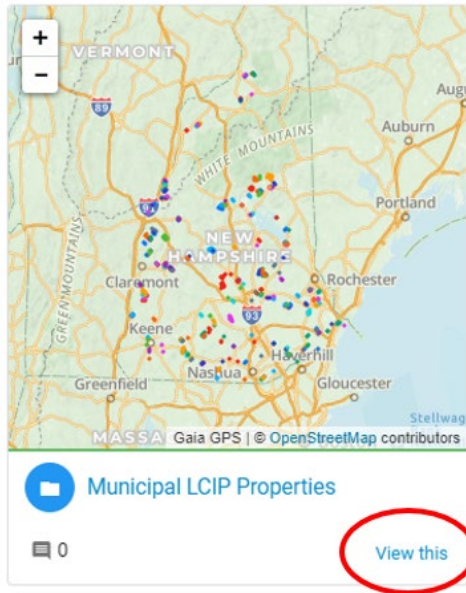 +
−
VERMONT
89
Augu
Auburn
WHITE MOUNTAINS
Portland
91
GREEN MOUNTAINS
NEW
HAMPSHIRE
Claremont
Rochester
93
Keene
Haverhill
Nashua
Greenfield
Gloucester
Stellwag
MASSA
Gaia GPS | © OpenStreetMap contributors
Municipal LCIP Properties
0
View this